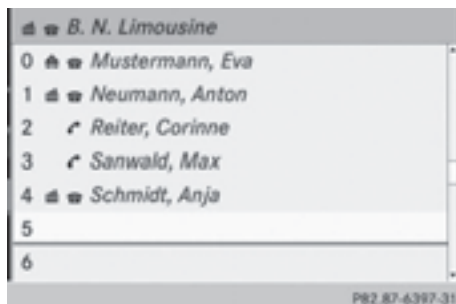 B. N. Limousine
0 Mustermann, Eva
1 Neumann, Anton
2 Reiter, Corinne
3 Sanwald, Max
4 Schmidt, Anja
5
6
P82.87-6397-31